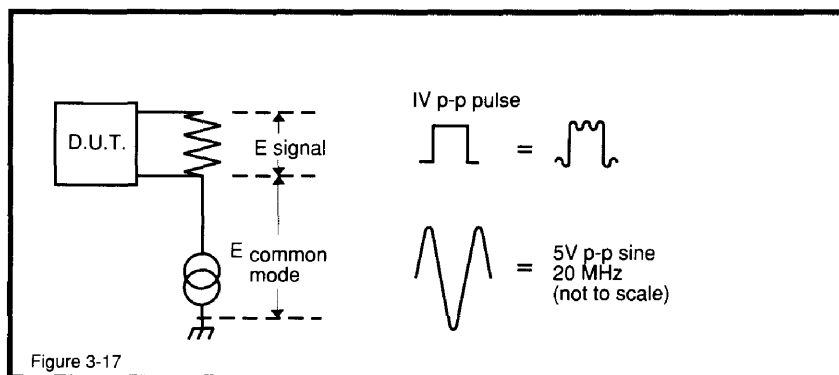 D.U.T.
E signal
E common
mode
IV p-p pulse
=
=
5V p-p sine
20 MHz
(not to scale)
Figure 3-17